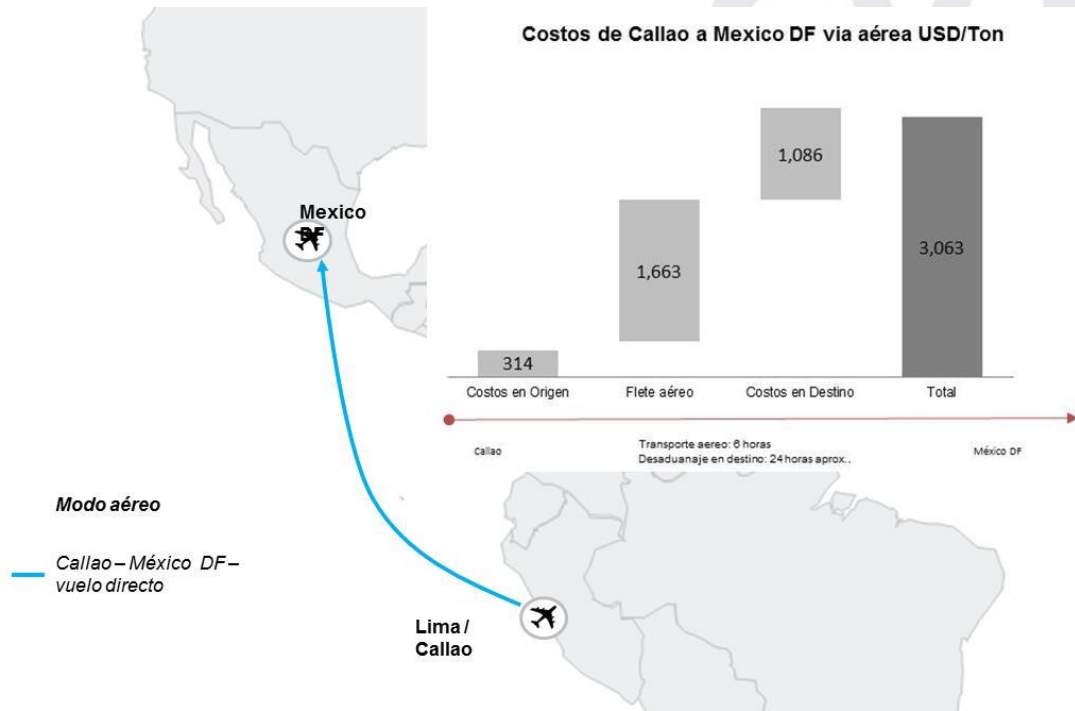 Costos de Callao a Mexico DF via aérea USD/Ton
1,086
1,663
3,063
314
Costos en Origen
Flete aéreo
Costos en Destino
Total
Callao
Transporte aereo: 6 horas
Desaduanaje en destino: 24 horas aprox..
México DF
Mexico
DF
Modo aéreo
Callao – México DF –
vuelo directo
Lima /
Callao